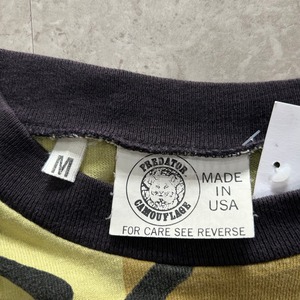 M
PREDATOR
CAMOUFLAGE
MADE
IN
USA
FOR CARE SEE REVERSE